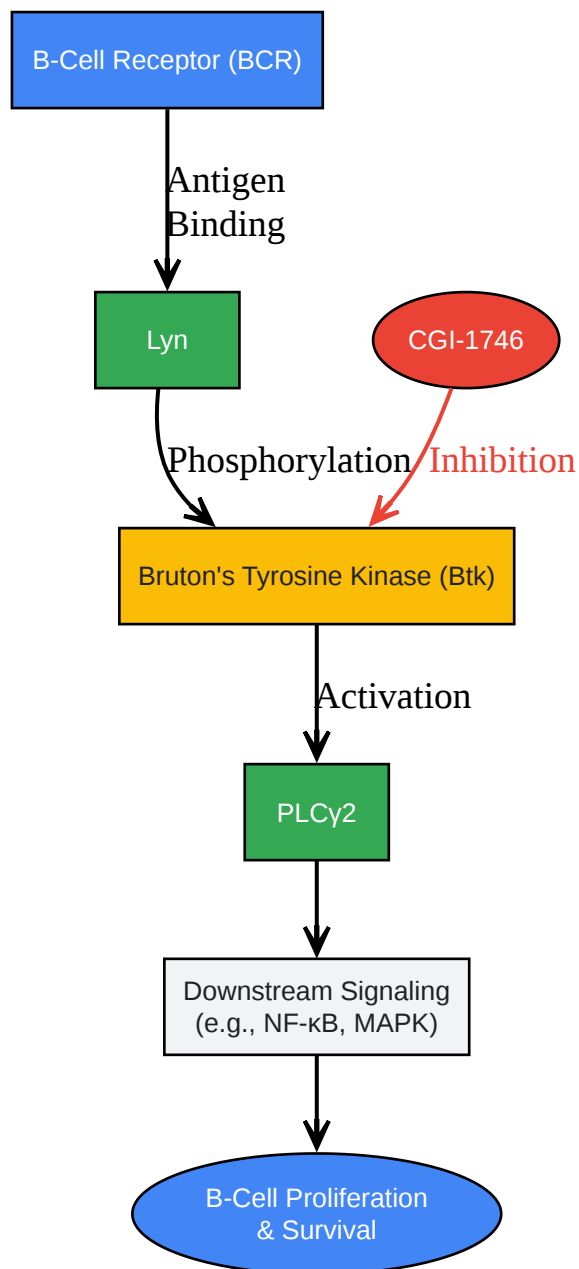 B-Cell Receptor (BCR)
Antigen
Binding
Lyn
CGI-1746
Phosphorylation
Inhibition
Bruton's Tyrosine Kinase (Btk)
Activation
PLCγ2
Downstream Signaling
(e.g., NF-κB, MAPK)
B-Cell Proliferation
& Survival